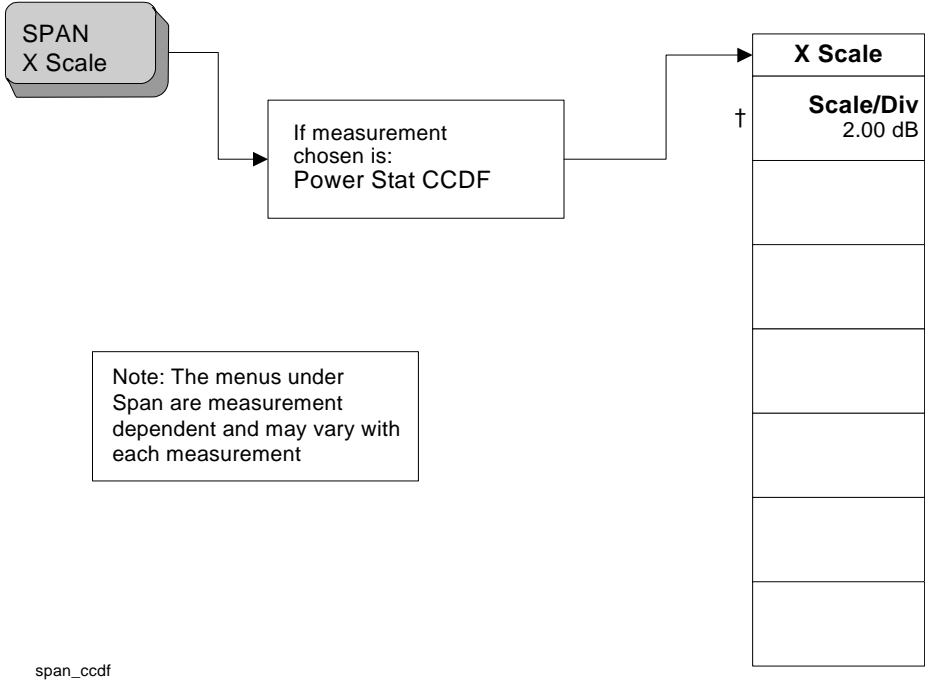 SPAN
X Scale
If measurement
chosen is:
Power Stat CCDF
X Scale
†
Scale/Div
2.00 dB
Note: The menus under
Span are measurement
dependent and may vary with
each measurement
span_ccdf